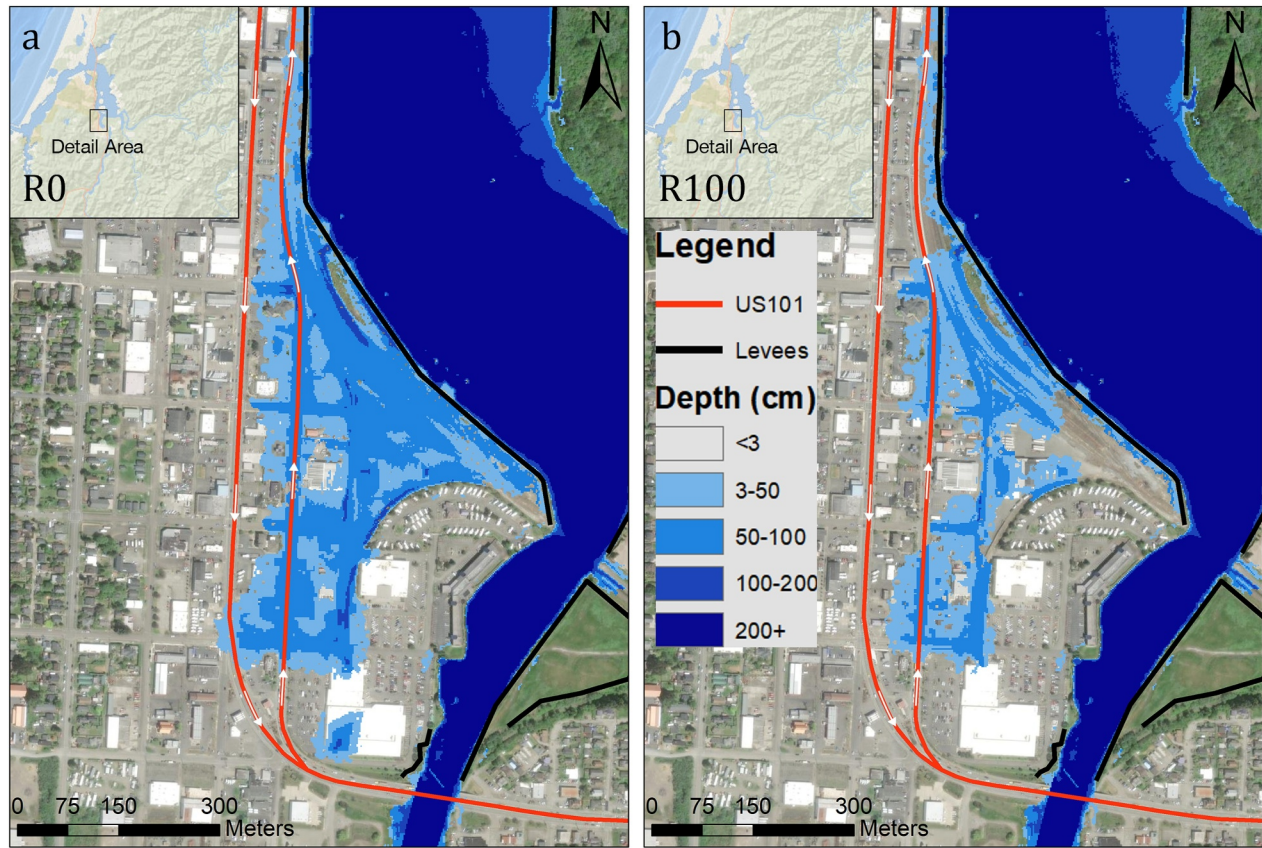 a
Detail Area
R0
N
0 75 150 300
Meters
b
Detail Area
R100
N
Legend
US101
Levees
Depth (cm)
<3
3-50
50-100
100-200
200+
0 75 150 300
Meters